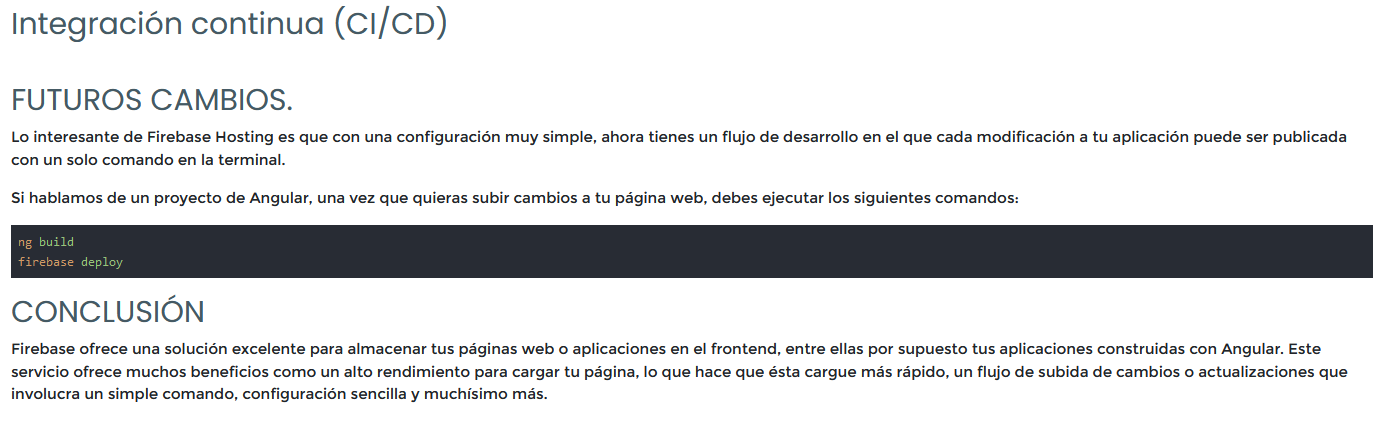 Integración continua (CI/CD)
FUTUROS CAMBIOS.
Lo interesante de Firebase Hosting es que con una configuración muy simple, ahora tienes un flujo de desarrollo en el que cada modificación a tu aplicación puede ser publicada
con un solo comando en la terminal.
Si hablamos de un proyecto de Angular, una vez que quieras subir cambios a tu página web, debes ejecutar los siguientes comandos:
ng build
firebase deploy
CONCLUSIÓN
Firebase ofrece una solución excelente para almacenar tus páginas web o aplicaciones en el frontend, entre ellas por supuesto tus aplicaciones construidas con Angular. Este
servicio ofrece muchos beneficios como un alto rendimiento para cargar tu página, lo que hace que ésta cargue más rápido, un flujo de subida de cambios o actualizaciones que
involucra un simple comando, configuración sencilla y muchísimo más.